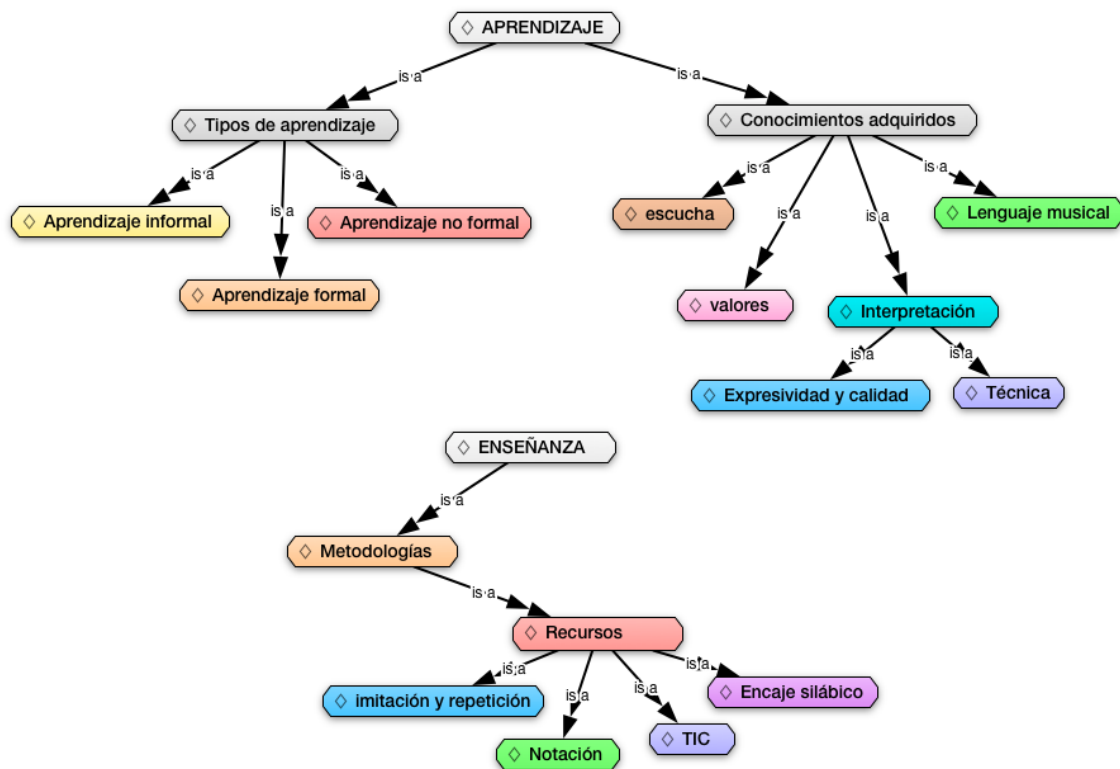 APRENDIZAJE
is a
is a
Tipos de aprendizaje
Conocimientos adquiridos
is a
is a
is a
is a
is a
is a
is a
Aprendizaje informal
Aprendizaje no formal
escucha
Lenguaje musical
Aprendizaje formal
valores
Interpretación
is a
is a
Expresividad y calidad
Técnica
ENSEÑANZA
is a
Metodologías
is a
Recursos
is a
is a
is a
is a
imitación y repetición
Encaje silábico
Notación
TIC